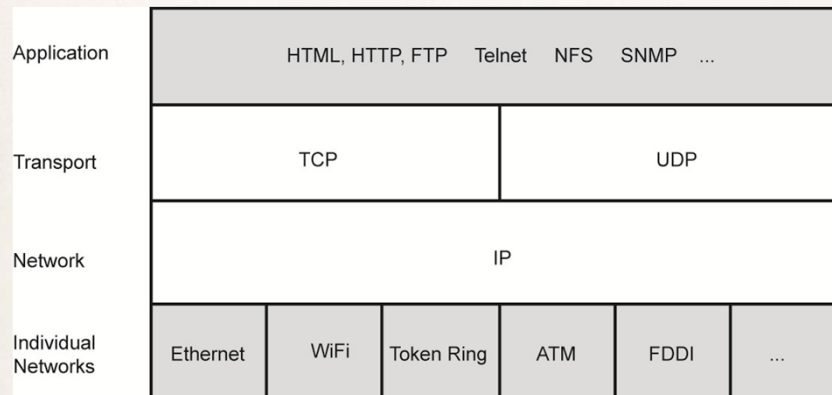 Application
HTML, HTTP, FTP Telnet NFS SNMP ...
Transport
TCP
UDP
Network
IP
Individual
Networks
Ethernet
WiFi
Token Ring
ATM
FDDI
...